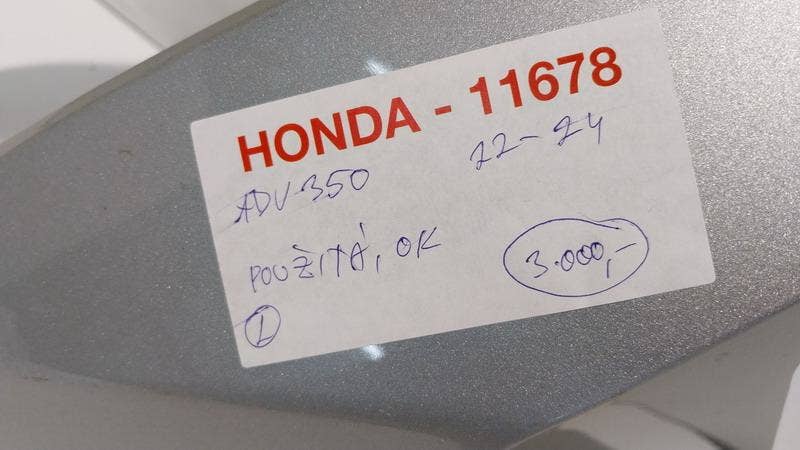 HONDA - 11678
ADV 350 22-24
POUŽITÁ, OK
3.000,-
1